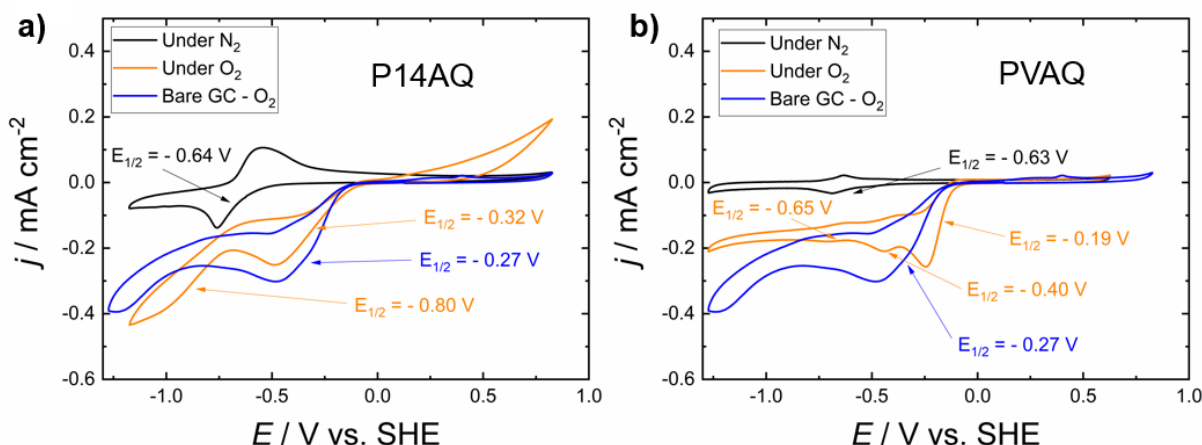 a)
Under N₂
Under O₂
Bare GC - O₂
P14AQ
E₁/₂ = - 0.64 V
E₁/₂ = - 0.32 V
E₁/₂ = - 0.27 V
E₁/₂ = - 0.80 V
0.4
0.2
0.0
-0.2
-0.4
-0.6
j / mA cm⁻²
-1.0
-0.5
0.0
0.5
1.0
E / V vs. SHE
b)
Under N₂
Under O₂
Bare GC - O₂
PVAQ
E₁/₂ = - 0.63 V
E₁/₂ = - 0.65 V
E₁/₂ = - 0.19 V
E₁/₂ = - 0.40 V
E₁/₂ = - 0.27 V
0.4
0.2
0.0
-0.2
-0.4
-0.6
j / mA cm⁻²
-1.0
-0.5
0.0
0.5
1.0
E / V vs. SHE